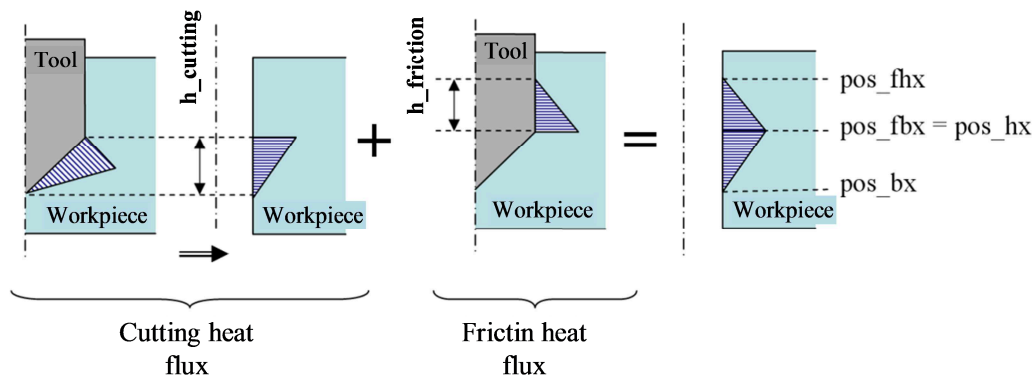 Tool
h_cutting
Workpiece
Workpiece
+
Tool
h_friction
Workpiece
=
pos_fhx
pos_fbx = pos_hx
pos_bx
Workpiece
Cutting heat
flux
Frictin heat
flux